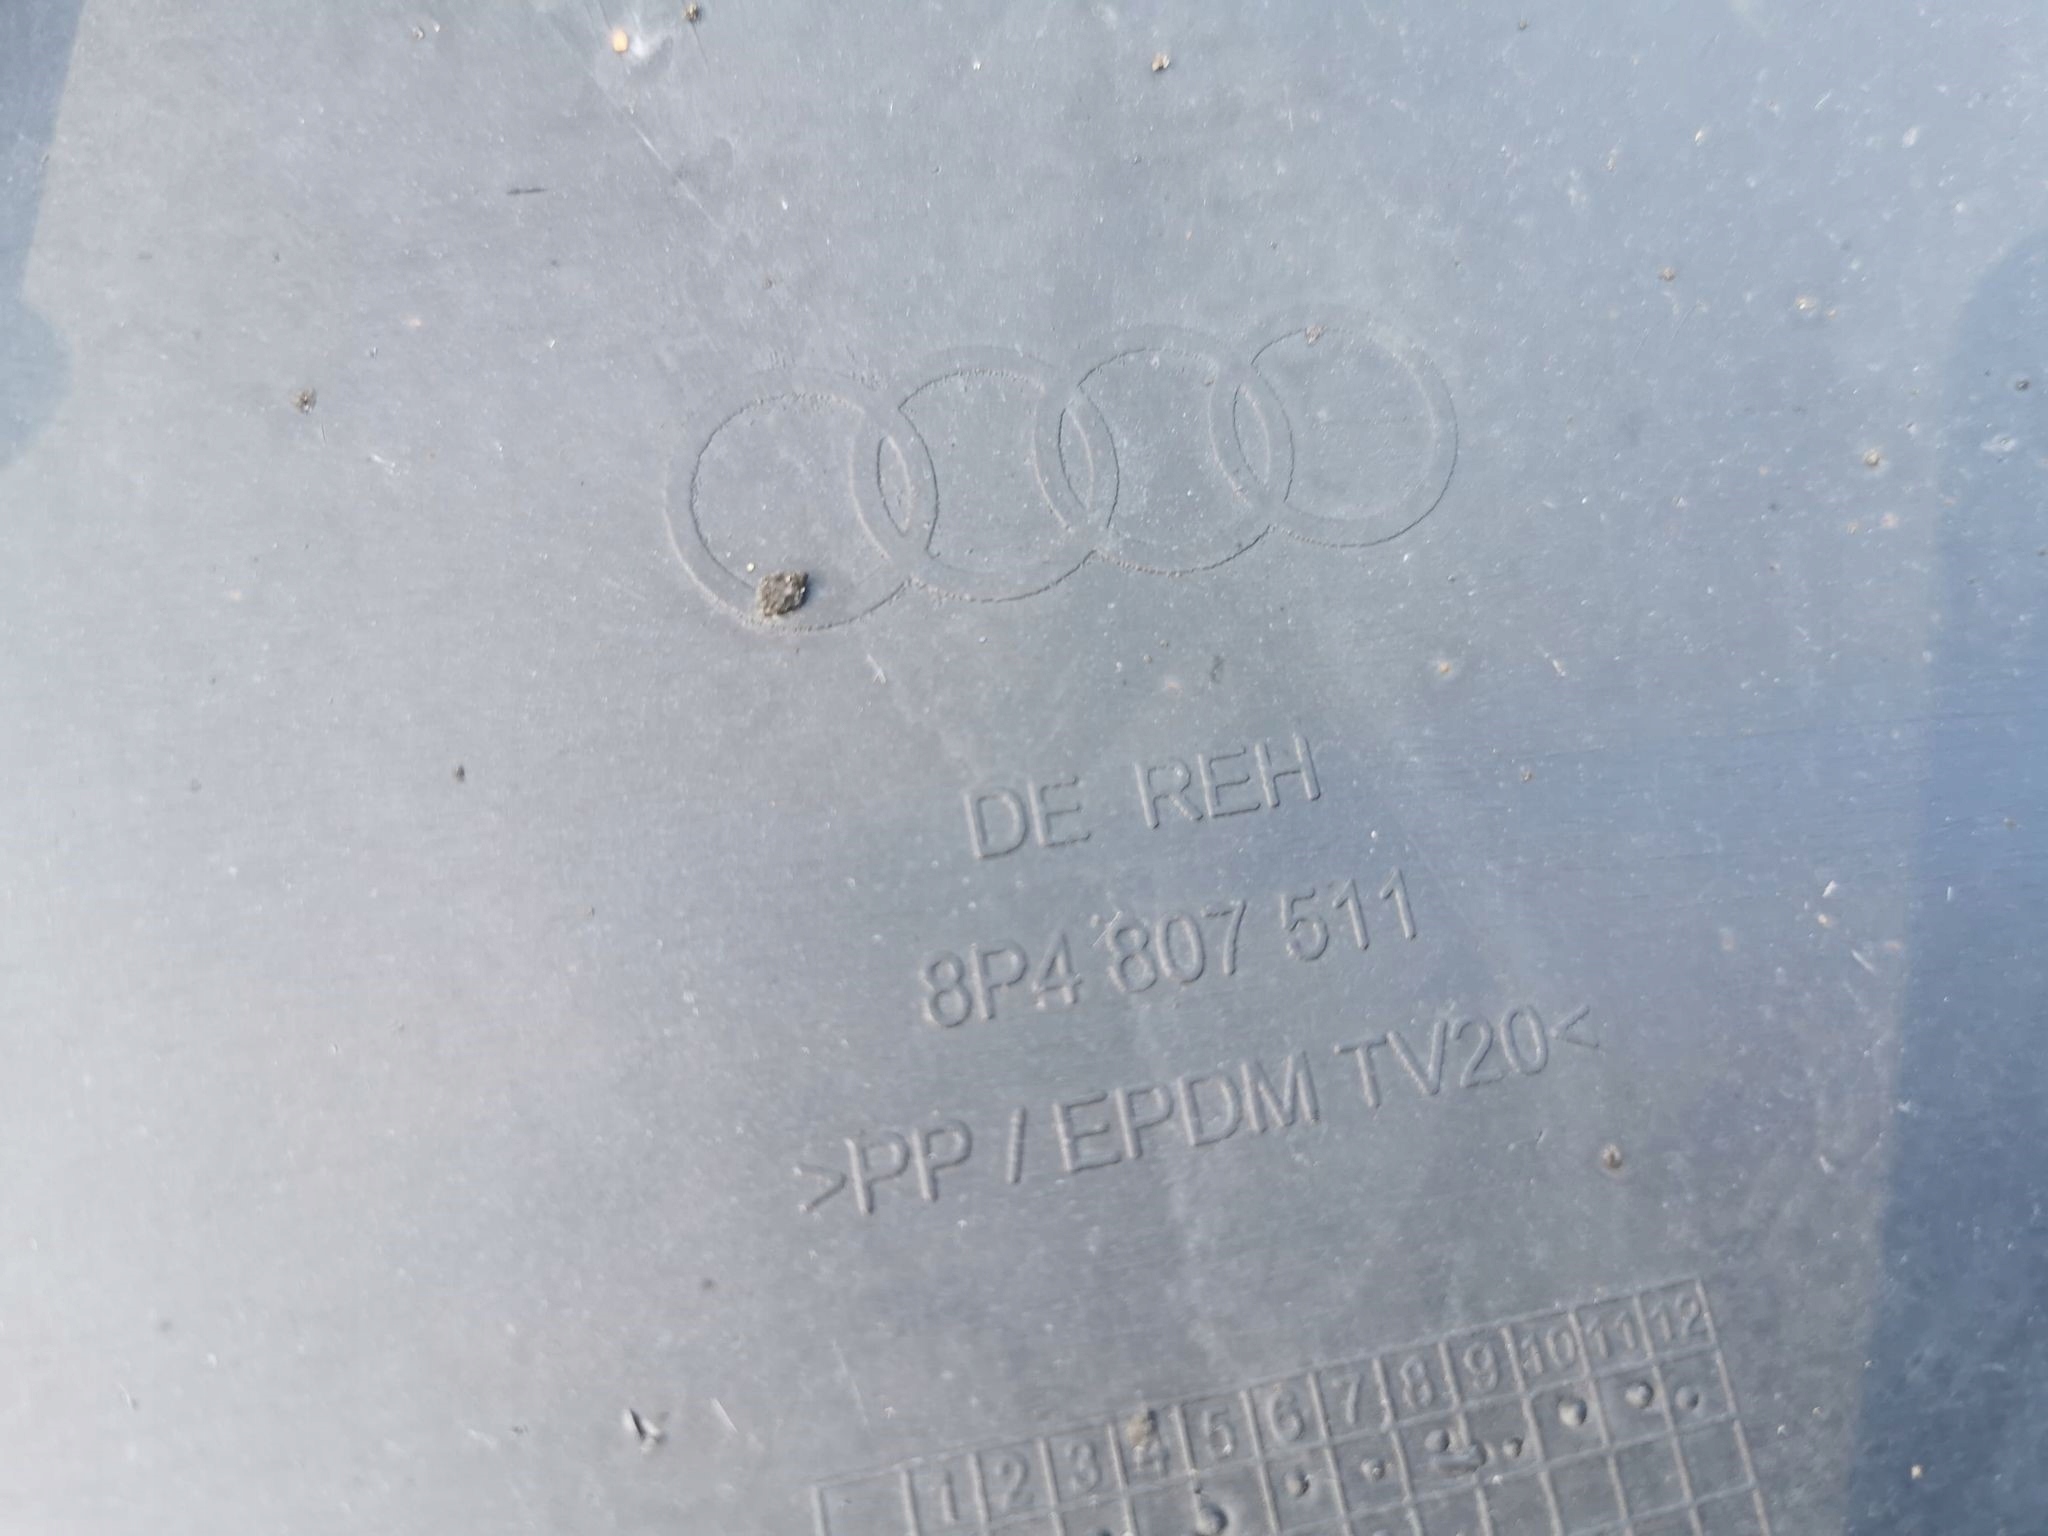 DE REH
8P4 807 511
>PP / EPDM TV20<
1 2 3 4 5 6 7 8 9 10 11 12